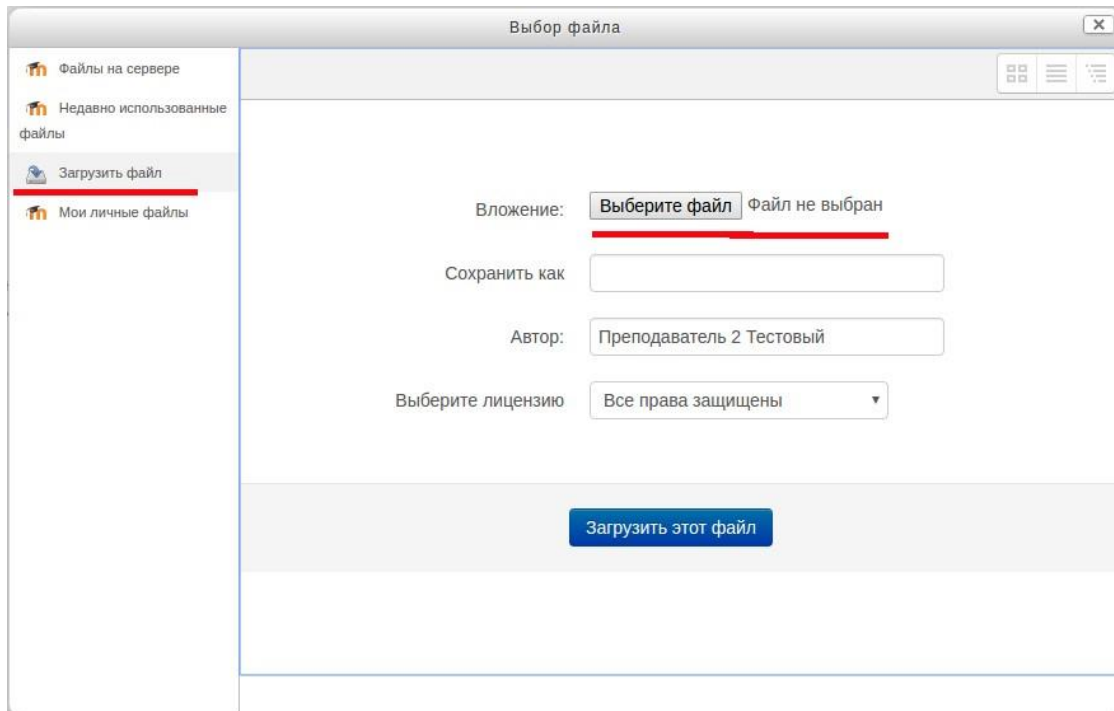 Выбор файла
Файлы на сервере
Недавно использованные
файлы
Загрузить файл
Мои личные файлы
Вложение: Выберите файл Файл не выбран
Сохранить как
Автор: Преподаватель 2 Тестовый
Выберите лицензию Все права защищены
Загрузить этот файл